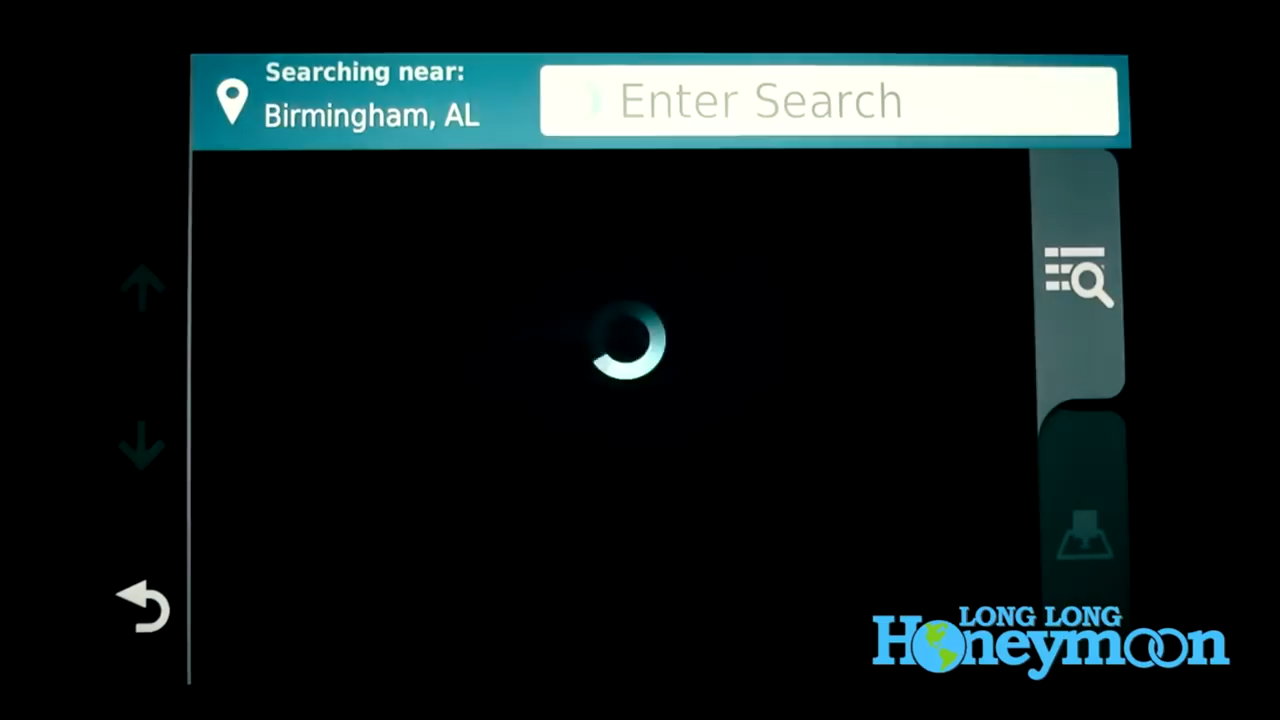 Searching near:
Birmingham, AL
Enter Search
LONG LONG
Honeymoon